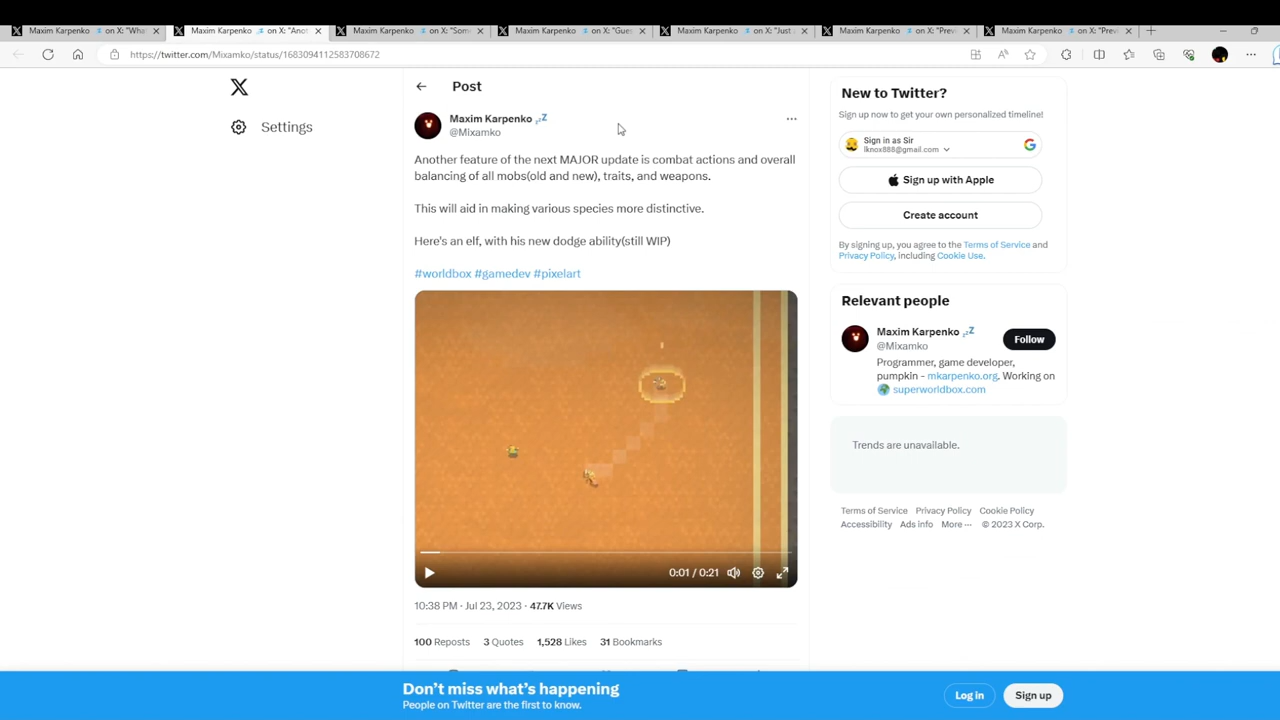 Maxim Karpenko 💤 on X: "Wha
Maxim Karpenko 💤 on X: "Anot
Maxim Karpenko 💤 on X: "Some
Maxim Karpenko 💤 on X: "Gues
Maxim Karpenko 💤 on X: "Just
Maxim Karpenko 💤 on X: "Previ
Maxim Karpenko 💤 on X: "Previ
https://twitter.com/Mixamko/status/1683094112583708672
Settings
Post
Maxim Karpenko 💤
@Mixamko
Another feature of the next MAJOR update is combat actions and overall
balancing of all mobs(old and new), traits, and weapons.
This will aid in making various species more distinctive.
Here's an elf, with his new dodge ability(still WIP)
#worldbox #gamedev #pixelart
0:01 / 0:21
10:38 PM · Jul 23, 2023 · 47.7K Views
100 Reposts 3 Quotes 1,528 Likes 31 Bookmarks
New to Twitter?
Sign up now to get your own personalized timeline!
Sign in as Sir
lknox888@gmail.com
Sign up with Apple
Create account
By signing up, you agree to the Terms of Service and
Privacy Policy, including Cookie Use.
Relevant people
Maxim Karpenko 💤
@Mixamko
Follow
Programmer, game developer,
pumpkin - mkarpenko.org. Working on
🌍 superworldbox.com
Trends are unavailable.
Terms of Service Privacy Policy Cookie Policy
Accessibility Ads info More ··· © 2023 X Corp.
Don't miss what's happening
People on Twitter are the first to know.
Log in
Sign up